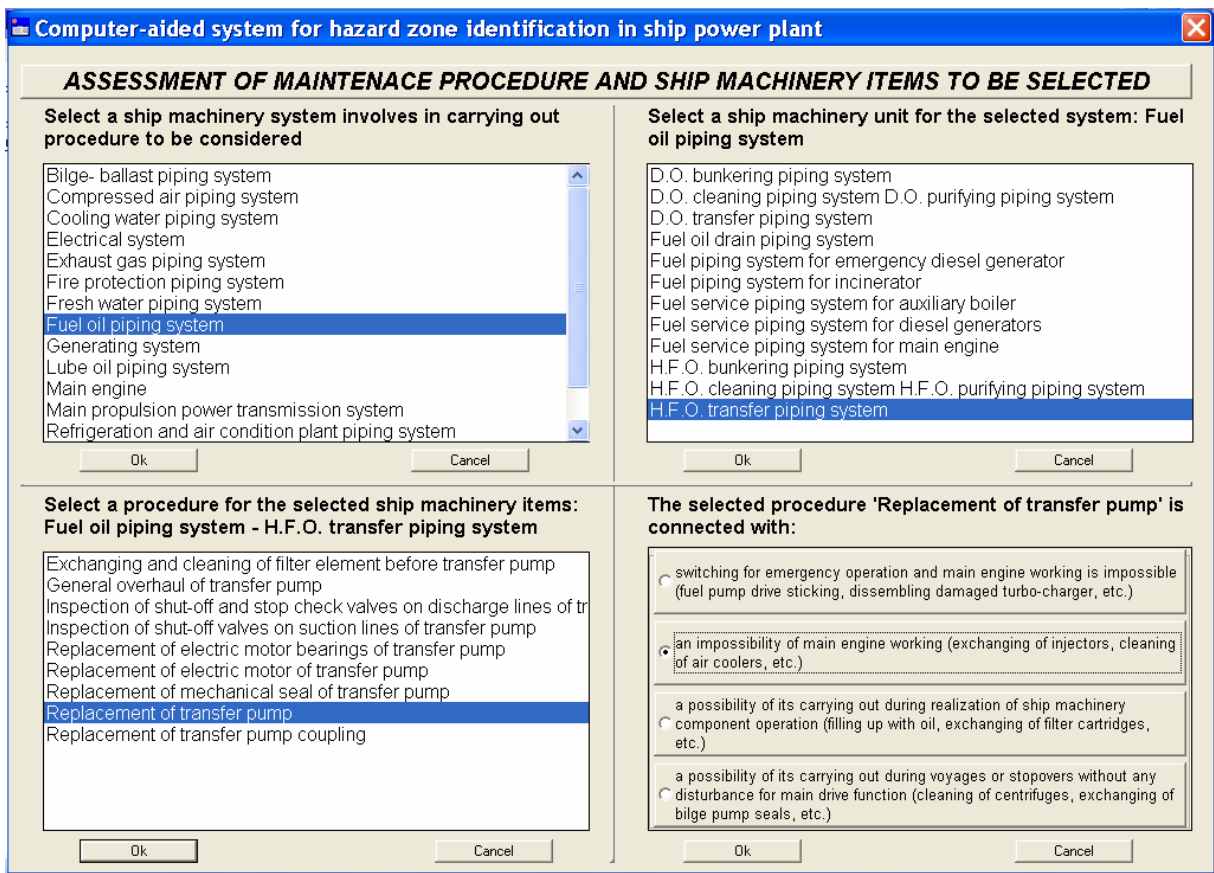 Computer-aided system for hazard zone identification in ship power plant
ASSESSMENT OF MAINTENACE PROCEDURE AND SHIP MACHINERY ITEMS TO BE SELECTED
Select a ship machinery system involves in carrying out
procedure to be considered
Bilge- ballast piping system
Compressed air piping system
Cooling water piping system
Electrical system
Exhaust gas piping system
Fire protection piping system
Fresh water piping system
Fuel oil piping system
Generating system
Lube oil piping system
Main engine
Main propulsion power transmission system
Refrigeration and air condition plant piping system
Ok
Cancel
Select a ship machinery unit for the selected system: Fuel
oil piping system
D.O. bunkering piping system
D.O. cleaning piping system D.O. purifying piping system
D.O. transfer piping system
Fuel oil drain piping system
Fuel piping system for emergency diesel generator
Fuel piping system for incinerator
Fuel service piping system for auxiliary boiler
Fuel service piping system for diesel generators
Fuel service piping system for main engine
H.F.O. bunkering piping system
H.F.O. cleaning piping system H.F.O. purifying piping system
H.F.O. transfer piping system
Ok
Cancel
Select a procedure for the selected ship machinery items:
Fuel oil piping system - H.F.O. transfer piping system
Exchanging and cleaning of filter element before transfer pump
General overhaul of transfer pump
Inspection of shut-off and stop check valves on discharge lines of tr
Inspection of shut-off valves on suction lines of transfer pump
Replacement of electric motor bearings of transfer pump
Replacement of electric motor of transfer pump
Replacement of mechanical seal of transfer pump
Replacement of transfer pump
Replacement of transfer pump coupling
Ok
Cancel
The selected procedure 'Replacement of transfer pump' is
connected with:
switching for emergency operation and main engine working is impossible
(fuel pump drive sticking, dissembling damaged turbo-charger, etc.)
an impossibility of main engine working (exchanging of injectors, cleaning
of air coolers, etc.)
a possibility of its carrying out during realization of ship machinery
component operation (filling up with oil, exchanging of filter cartridges,
etc.)
a possibility of its carrying out during voyages or stopovers without any
disturbance for main drive function (cleaning of centrifuges, exchanging of
bilge pump seals, etc.)
Ok
Cancel